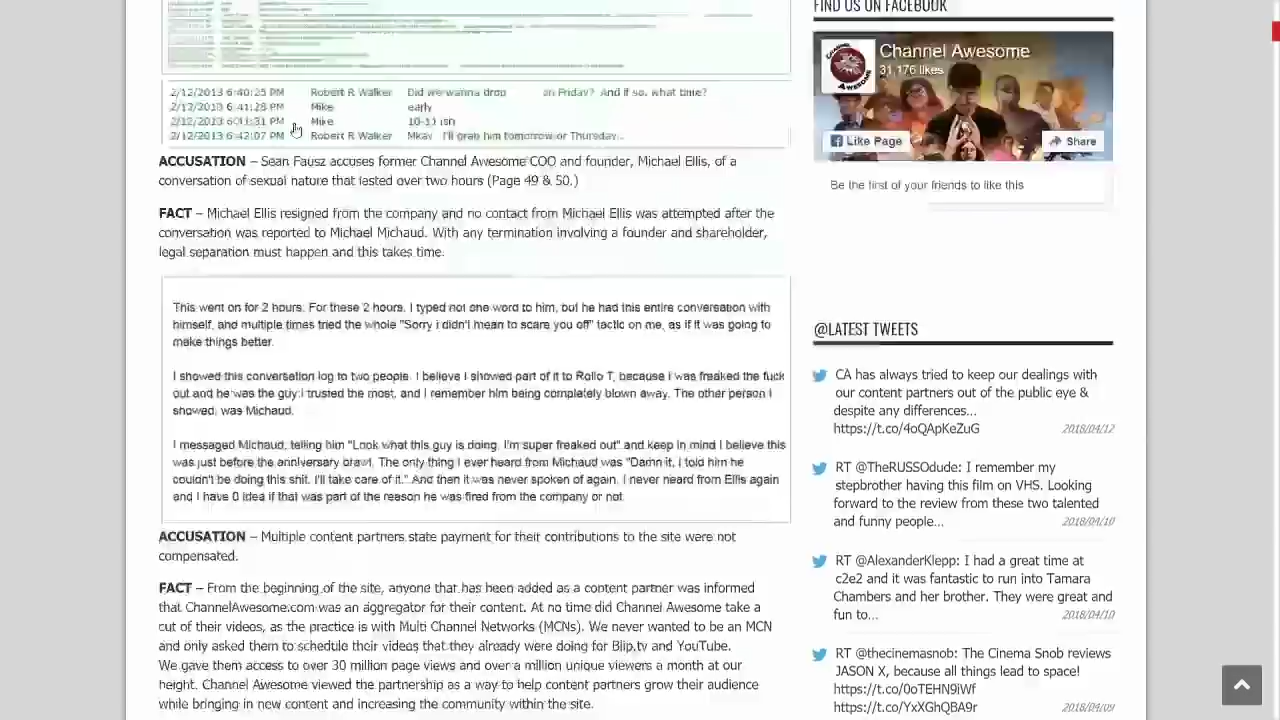 FIND US ON FACEBOOK
Channel Awesome
31,176 likes
Like Page
Share
Be the first of your friends to like this
2/12/2013 6:40:25 PM Robert R Walker Did we wanna drop on Friday? And if so, what time?
2/12/2013 6:41:28 PM Mike early
PM Mike 10-11 ish
2/12/2013 6:42:07 PM Robert R Walker Mkay I'll grab him tomorrow or Thursday...
ACCUSATION – Sean Fausz accuses former Channel Awesome COO and founder, Michael Ellis, of a
conversation of sexual nature that lasted over two hours (Page 49 & 50.)
FACT – Michael Ellis resigned from the company and no contact from Michael Ellis was attempted after the
conversation was reported to Michael Michaud. With any termination involving a founder and shareholder,
legal separation must happen and this takes time.
This went on for 2 hours. For these 2 hours. I typed not one word to him, but he had this entire conversation with
himself, and multiple times tried the whole "Sorry i didn't mean to scare you off" tactic on me, as if it was going to
make things better.
I showed this conversation log to two people. I believe I showed part of it to Rollo T, because i was freaked the fuck
out and he was the guy I trusted the most, and I remember him being completely blown away. The other person I
showed, was Michaud.
I messaged Michaud, telling him "Look what this guy is doing. I'm super freaked out" and keep in mind I believe this
was just before the anniversary brawl. The only thing I ever heard from Michaud was "Damn it, I told him he
couldn't be doing this shit. I'll take care of it." And then it was never spoken of again. I never heard from Ellis again
and I have 0 idea if that was part of the reason he was fired from the company or not.
ACCUSATION – Multiple content partners state payment for their contributions to the site were not
compensated.
FACT – From the beginning of the site, anyone that has been added as a content partner was informed
that ChannelAwesome.com was an aggregator for their content. At no time did Channel Awesome take a
cut of their videos, as the practice is with Multi Channel Networks (MCNs). We never wanted to be an MCN
and only asked them to schedule their videos that they already were doing for Blip.tv and YouTube.
We gave them access to over 30 million page views and over a million unique viewers a month at our
height. Channel Awesome viewed the partnership as a way to help content partners grow their audience
while bringing in new content and increasing the community within the site.
@LATEST TWEETS
CA has always tried to keep our dealings with
our content partners out of the public eye &
despite any differences...
https://t.co/4oQApKeZuG 2018/04/12
RT @TheRUSSOdude: I remember my
stepbrother having this film on VHS. Looking
forward to the review from these two talented
and funny people... 2018/04/10
RT @AlexanderKlepp: I had a great time at
c2e2 and it was fantastic to run into Tamara
Chambers and her brother. They were great and
fun to... 2018/04/10
RT @thecinemasnob: The Cinema Snob reviews
JASON X, because all things lead to space!
https://t.co/0oTEHN9iWf
https://t.co/YxXGhQBA9r 2018/04/09